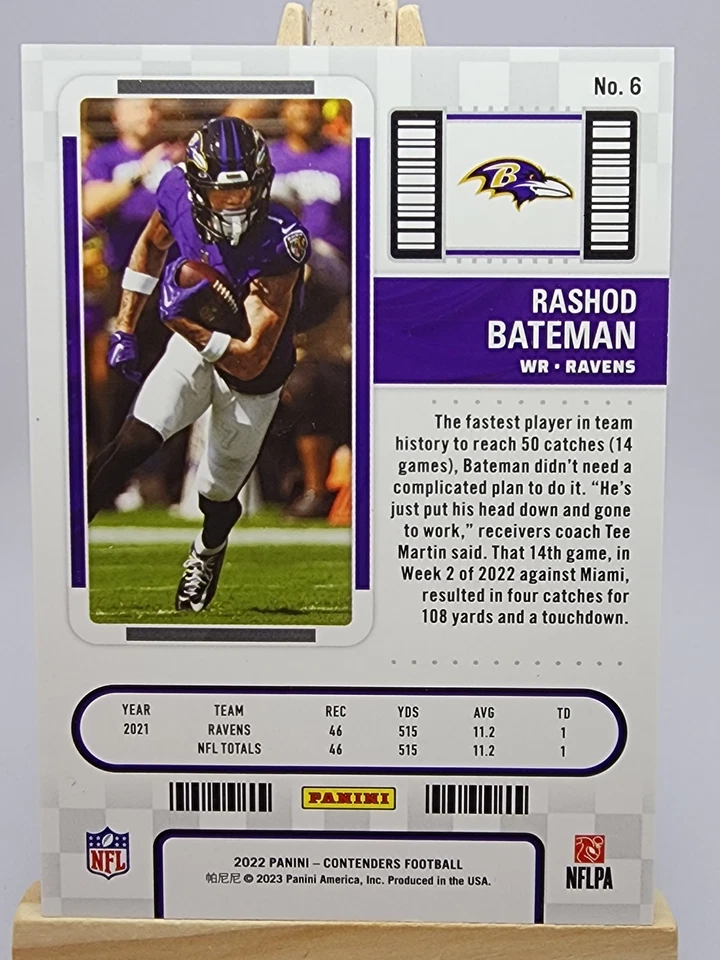 No. 6
B
RASHOD
BATEMAN
WR • RAVENS
The fastest player in team
history to reach 50 catches (14
games), Bateman didn't need a
complicated plan to do it. “He's
just put his head down and gone
to work,” receivers coach Tee
Martin said. That 14th game, in
Week 2 of 2022 against Miami,
resulted in four catches for
108 yards and a touchdown.
YEAR TEAM REC YDS AVG TD
2021 RAVENS 46 515 11.2 1
NFL TOTALS 46 515 11.2 1
PANINI
NFL
2022 PANINI – CONTENDERS FOOTBALL
帕尼尼 © 2023 Panini America, Inc. Produced in the USA.
NFLPA